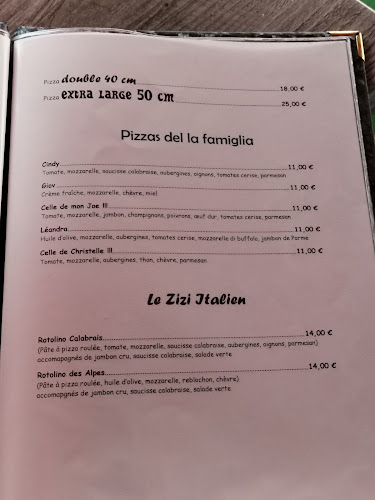 Pizza double 40 cm 18,00 €
Pizza extra large 50 cm 25,00 €
Pizzas del la famiglia
Cindy 11,00 €
Tomate, mozzarelle, saucisse calabraise, aubergines, oignons, tomates cerise, parmesan
Giov 11,00 €
Crème fraîche, mozzarelle, chèvre, miel
Celle de mon Joe !!! 11,00 €
Tomate, mozzarelle, jambon, champignons, poivrons, œuf dur, tomates cerise, parmesan
Léandra 11,00 €
Huile d'olive, mozzarelle, aubergines, tomates cerise, mozzarelle di buffala, jambon de Parme
Celle de Christelle !!! 11,00 €
Tomate, mozzarelle, aubergines, thon, chèvre, parmesan
Le Zizi Italien
Rotolino Calabrais 14,00 €
(Pâte à pizza roulée, tomate, mozzarelle, saucisse calabraise, aubergines, oignons, parmesan)
accomapagnés de jambon cru, saucisse calabraise, salade verte
Rotolino des Alpes 14,00 €
(Pâte à pizza roulée, huile d'olive, mozzarelle, reblochon, chèvre)
accomapagnés de jambon cru, saucisse calabraise, salade verte